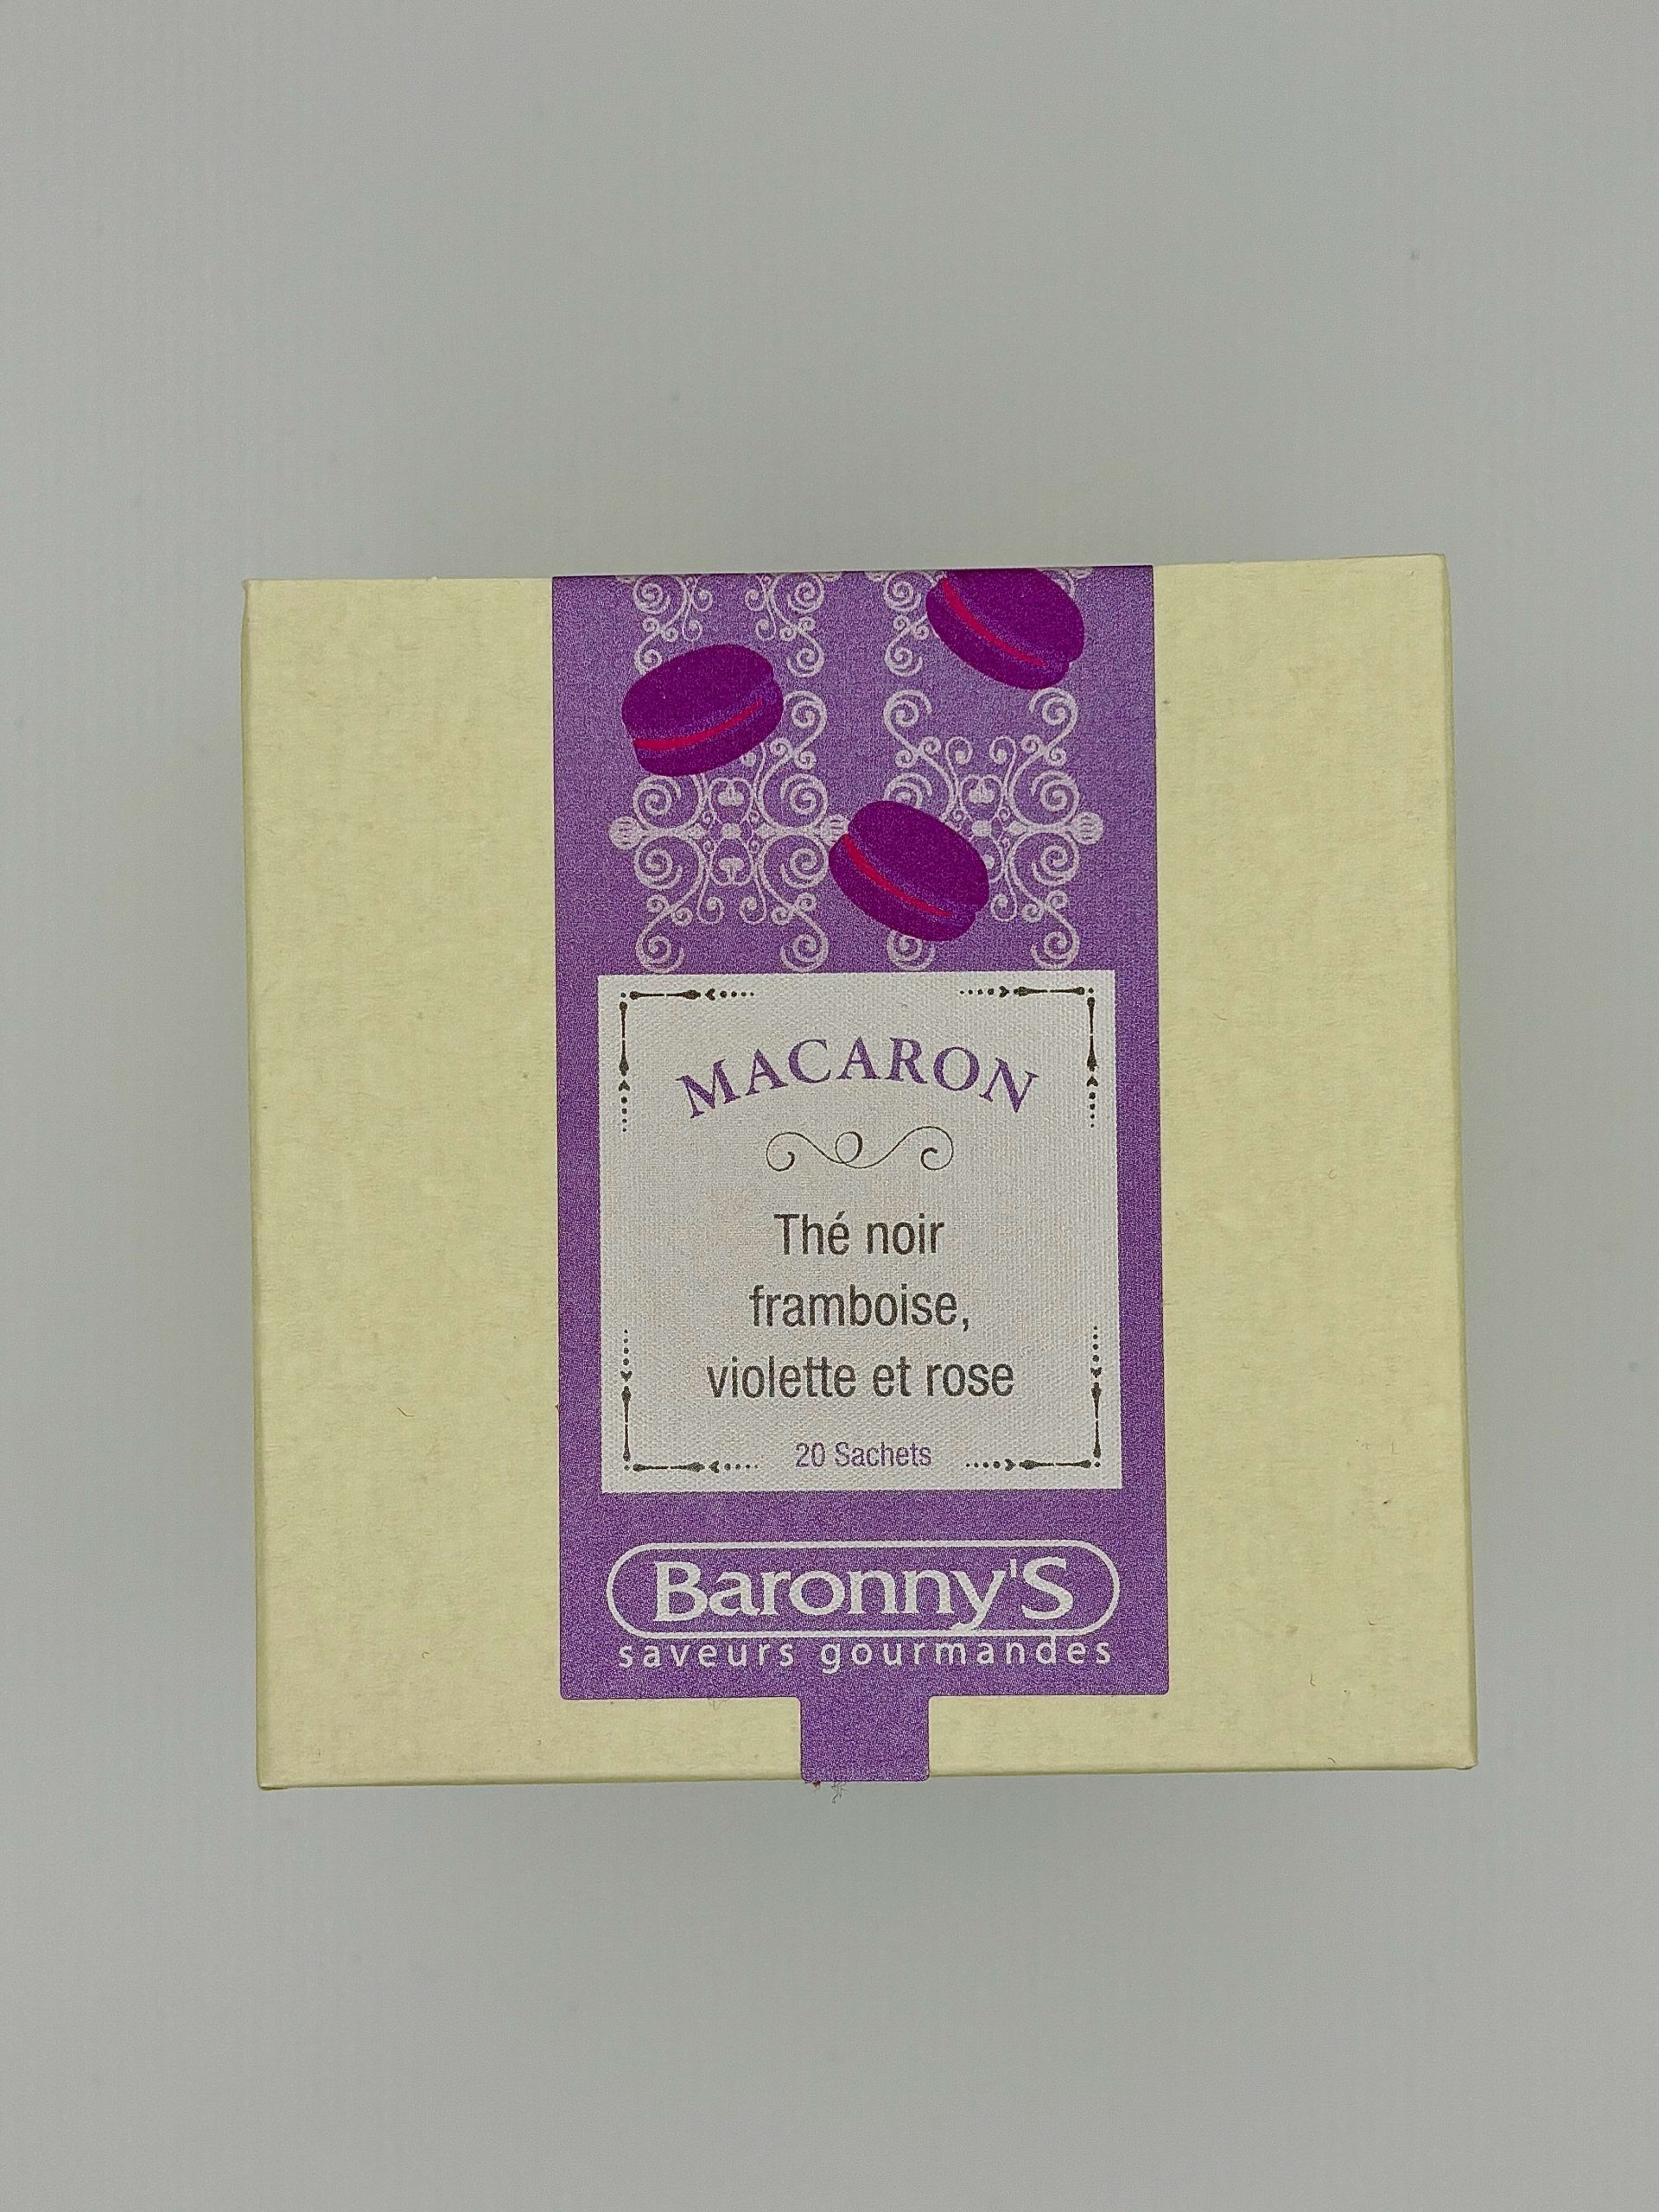 MACARON
Thé noir
framboise,
violette et rose
20 Sachets
Baronny'S
saveurs gourmandes